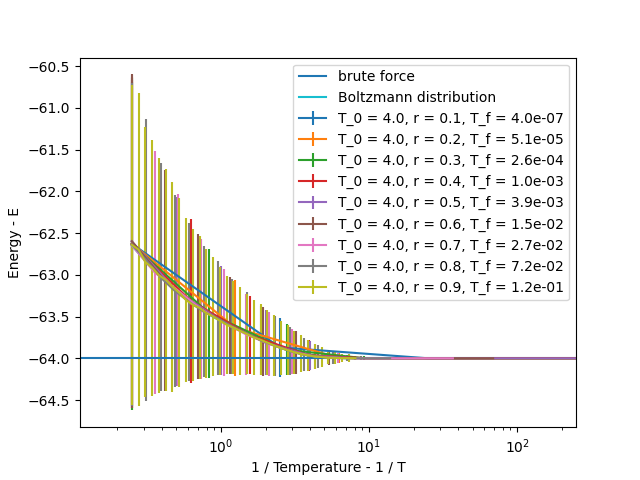 −60.5
−61.0
−61.5
−62.0
−62.5
−63.0
−63.5
−64.0
−64.5
Energy - E
brute force
Boltzmann distribution
T_0 = 4.0, r = 0.1, T_f = 4.0e-07
T_0 = 4.0, r = 0.2, T_f = 5.1e-05
T_0 = 4.0, r = 0.3, T_f = 2.6e-04
T_0 = 4.0, r = 0.4, T_f = 1.0e-03
T_0 = 4.0, r = 0.5, T_f = 3.9e-03
T_0 = 4.0, r = 0.6, T_f = 1.5e-02
T_0 = 4.0, r = 0.7, T_f = 2.7e-02
T_0 = 4.0, r = 0.8, T_f = 7.2e-02
T_0 = 4.0, r = 0.9, T_f = 1.2e-01
10⁰ 10¹ 10²
1 / Temperature - 1 / T